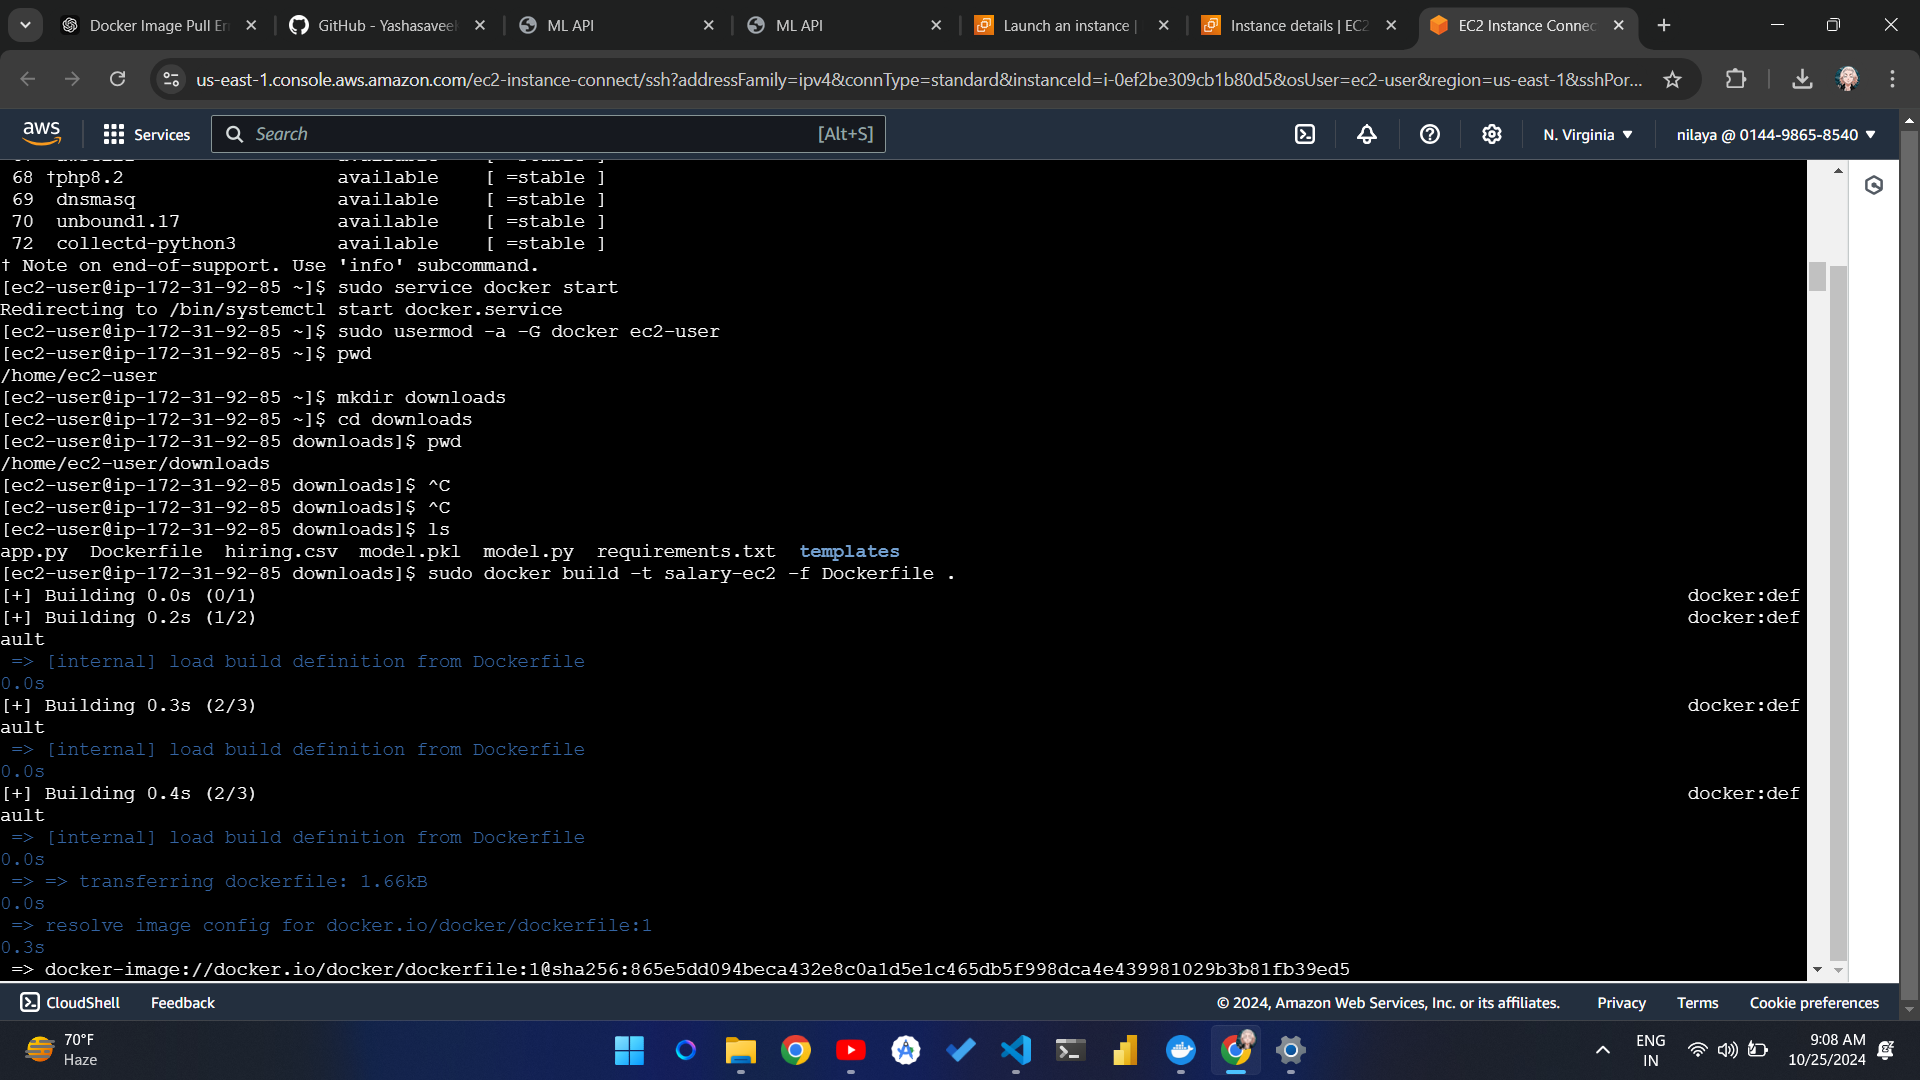 Docker Image Pull Er
GitHub - Yashasavee
ML API
ML API
Launch an instance |
Instance details | EC2
EC2 Instance Connec
us-east-1.console.aws.amazon.com/ec2-instance-connect/ssh?addressFamily=ipv4&connType=standard&instanceId=i-0ef2be309cb1b80d5&osUser=ec2-user&region=us-east-1&sshPor...
aws Services Search [Alt+S] N. Virginia nilaya @ 0144-9865-8540
68 †php8.2 available [ =stable ]
69 dnsmasq available [ =stable ]
70 unbound1.17 available [ =stable ]
72 collectd-python3 available [ =stable ]
† Note on end-of-support. Use 'info' subcommand.
[ec2-user@ip-172-31-92-85 ~]$ sudo service docker start
Redirecting to /bin/systemctl start docker.service
[ec2-user@ip-172-31-92-85 ~]$ sudo usermod -a -G docker ec2-user
[ec2-user@ip-172-31-92-85 ~]$ pwd
/home/ec2-user
[ec2-user@ip-172-31-92-85 ~]$ mkdir downloads
[ec2-user@ip-172-31-92-85 ~]$ cd downloads
[ec2-user@ip-172-31-92-85 downloads]$ pwd
/home/ec2-user/downloads
[ec2-user@ip-172-31-92-85 downloads]$ ^C
[ec2-user@ip-172-31-92-85 downloads]$ ^C
[ec2-user@ip-172-31-92-85 downloads]$ ls
app.py Dockerfile hiring.csv model.pkl model.py requirements.txt templates
[ec2-user@ip-172-31-92-85 downloads]$ sudo docker build -t salary-ec2 -f Dockerfile .
[+] Building 0.0s (0/1) docker:def
[+] Building 0.2s (1/2) docker:def
ault
=> [internal] load build definition from Dockerfile
0.0s
[+] Building 0.3s (2/3) docker:def
ault
=> [internal] load build definition from Dockerfile
0.0s
[+] Building 0.4s (2/3) docker:def
ault
=> [internal] load build definition from Dockerfile
0.0s
=> => transferring dockerfile: 1.66kB
0.0s
=> resolve image config for docker.io/docker/dockerfile:1
0.3s
=> docker-image://docker.io/docker/dockerfile:1@sha256:865e5dd094beca432e8c0a1d5e1c465db5f998dca4e439981029b3b81fb39ed5
CloudShell Feedback © 2024, Amazon Web Services, Inc. or its affiliates. Privacy Terms Cookie preferences
70°F
Haze
ENG
IN
9:08 AM
10/25/2024